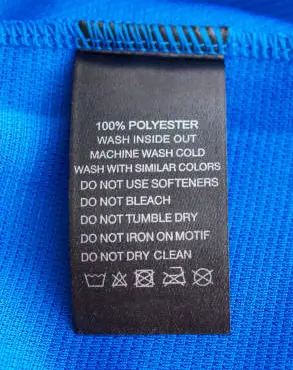 100% POLYESTER
WASH INSIDE OUT
MACHINE WASH COLD
WASH WITH SIMILAR COLORS
DO NOT USE SOFTENERS
DO NOT BLEACH
DO NOT TUMBLE DRY
DO NOT IRON ON MOTIF
DO NOT DRY CLEAN